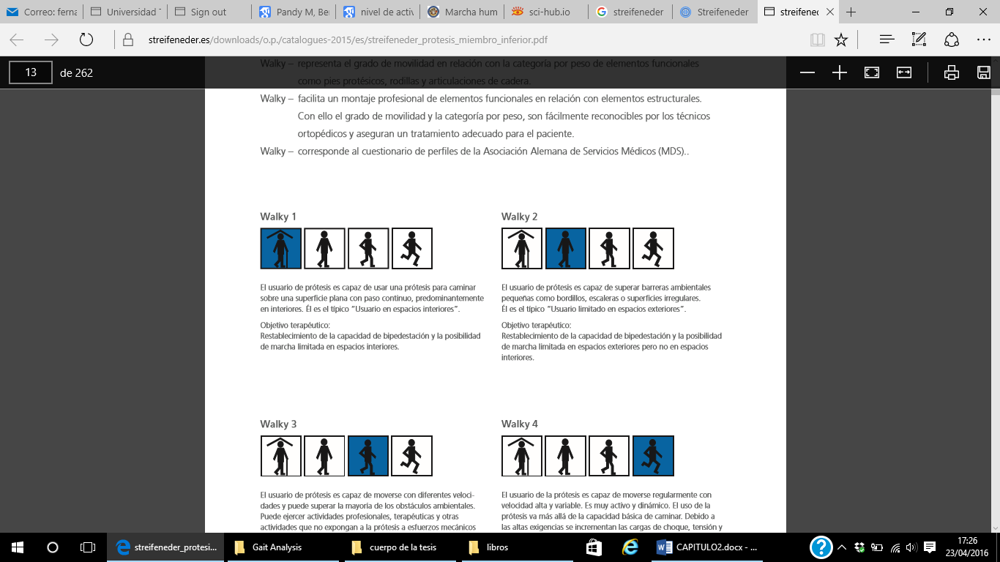 Correo: ferna
Universidad T
Sign out
Pandy M, Ber
nivel de activ
Marcha hum
sci-hub.io
streifeneder
Streifeneder
streifened
streifeneder.es/downloads/o.p./catalogues-2015/es/streifeneder_protesis_miembro_inferior.pdf
13 de 262
Walky – representa el grado de movilidad en relación con la categoría por peso de elementos funcionales
como pies protésicos, rodillas y articulaciones de cadera.
Walky – facilita un montaje profesional de elementos funcionales en relación con elementos estructurales.
Con ello el grado de movilidad y la categoría por peso, son fácilmente reconocibles por los técnicos
ortopédicos y aseguran un tratamiento adecuado para el paciente.
Walky – corresponde al cuestionario de perfiles de la Asociación Alemana de Servicios Médicos (MDS)..
Walky 1
El usuario de prótesis es capaz de usar una prótesis para caminar
sobre una superficie plana con paso continuo, predominantemente
en interiores. Él es el típico “Usuario en espacios interiores”.
Objetivo terapéutico:
Restablecimiento de la capacidad de bipedestación y la posibilidad
de marcha limitada en espacios interiores.
Walky 2
El usuario de prótesis es capaz de superar barreras ambientales
pequeñas como bordillos, escaleras o superficies irregulares.
Él es el típico “Usuario limitado en espacios exteriores”.
Objetivo terapéutico:
Restablecimiento de la capacidad de bipedestación y la posibilidad
de marcha limitada en espacios exteriores pero no en espacios
interiores.
Walky 3
El usuario de prótesis es capaz de moverse con diferentes veloci-
dades y puede superar la mayoría de los obstáculos ambientales.
Puede ejercer actividades profesionales, terapéuticas y otras
actividades que no expongan a la prótesis a esfuerzos mecánicos
Walky 4
El usuario de la prótesis es capaz de moverse regularmente con
velocidad alta y variable. Es muy activo y dinámico. El uso de la
prótesis va más allá de la capacidad básica de caminar. Debido a
las altas exigencias se incrementan las cargas de choque, tensión y
streifeneder_protesi...
Gait Analysis
cuerpo de la tesis
libros
CAPITULO2.docx - ...
17:26
23/04/2016